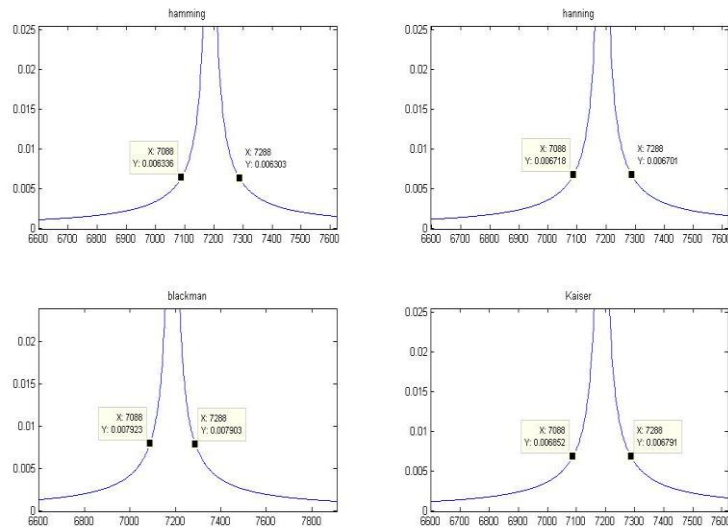 hamming
0.025
0.02
0.015
0.01
0.005
0
X: 7088
Y: 0.006336
X: 7288
Y: 0.006303
6600 6700 6800 6900 7000 7100 7200 7300 7400 7500 7600
hanning
0.025
0.02
0.015
0.01
0.005
0
X: 7088
Y: 0.006718
X: 7288
Y: 0.006701
6600 6700 6800 6900 7000 7100 7200 7300 7400 7500 7600
blackman
0.02
0.015
0.01
0.005
0
X: 7088
Y: 0.007923
X: 7288
Y: 0.007903
6800 7000 7200 7400 7600 7800
Kaiser
0.025
0.02
0.015
0.01
0.005
0
X: 7088
Y: 0.006852
X: 7288
Y: 0.006791
6600 6700 6800 6900 7000 7100 7200 7300 7400 7500 7600